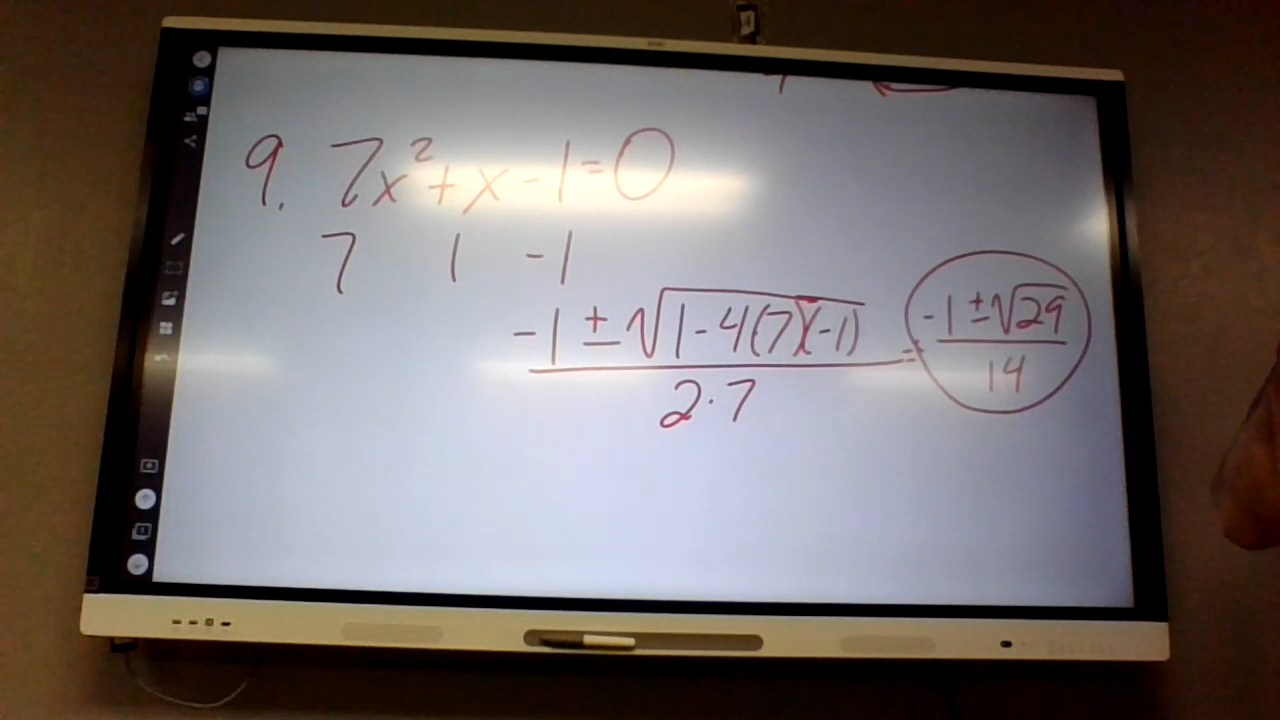 9. 7x²+x-1=0
7 1 -1
-1±√(1-4(7)(-1)) / 2·7 = -1±√29 / 14